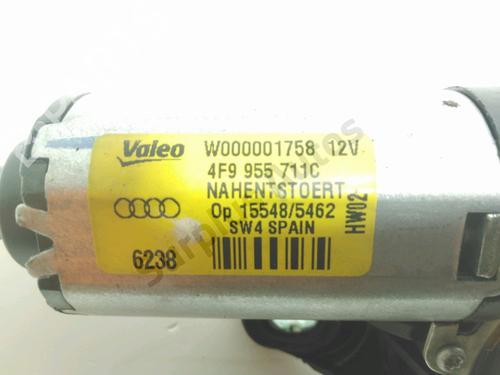 Valeo W000001758 12V
4F9 955 711C
NAHENTSTOERT
Op 15548/5462
SW4 SPAIN
HW02
6238